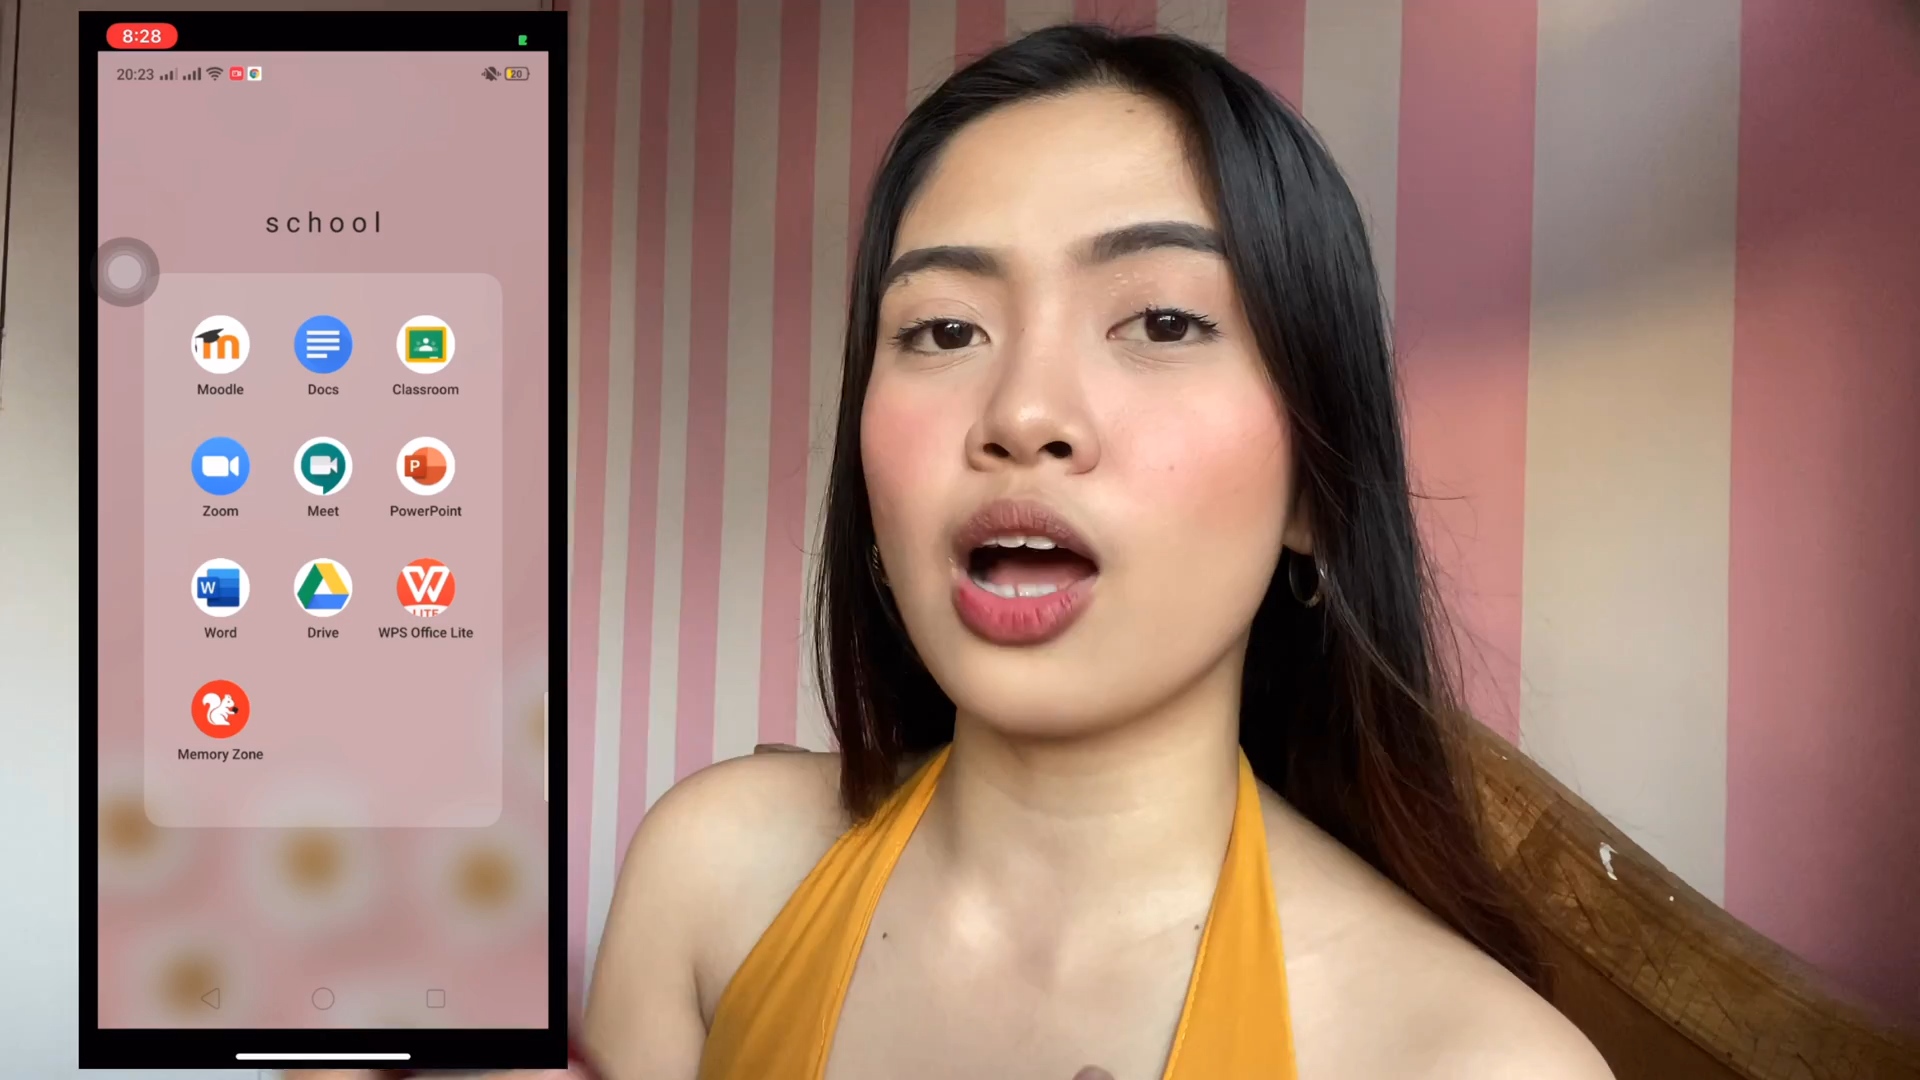 8:28
20:23
20
school
Moodle Docs Classroom
Zoom Meet P PowerPoint
W LITE
Word Drive WPS Office Lite
Memory Zone